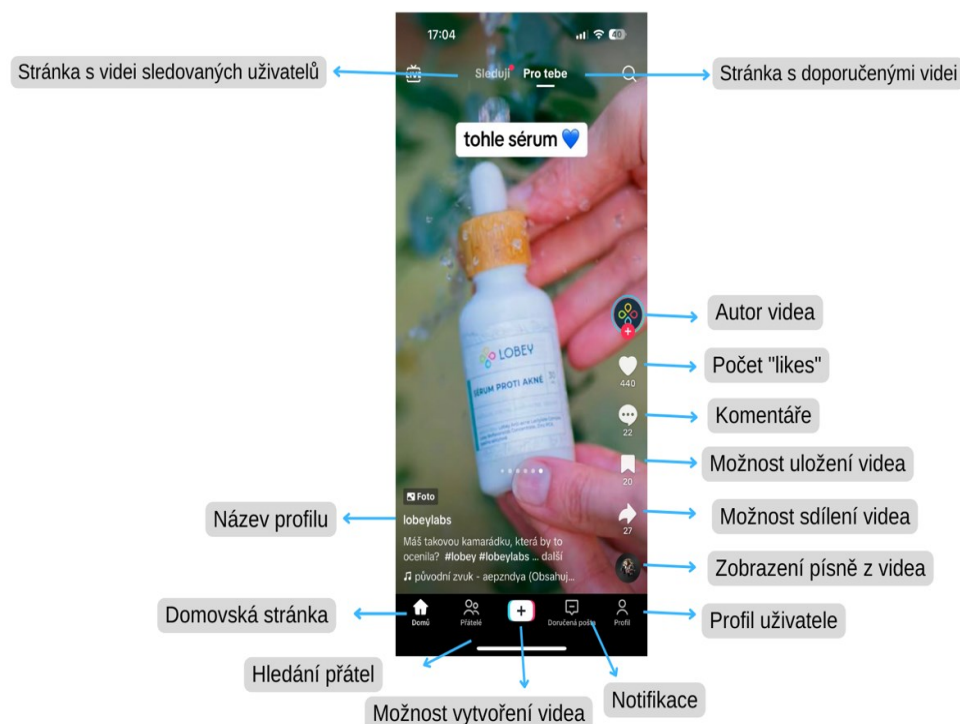 17:04
40
LIVE
Sleduji
Pro tebe
Stránka s videi sledovaných uživatelů
Stránka s doporučenými videi
tohle sérum 💙
LOBEY
SÉRUM PROTI AKNÉ
Autor videa
440
Počet "likes"
22
Komentáře
20
Možnost uložení videa
27
Možnost sdílení videa
Foto
Název profilu
lobeylabs
Máš takovou kamarádku, která by to
ocenila? #lobey #lobeylabs ... další
původní zvuk - aepzndya (Obsahuj...
Zobrazení písně z videa
Domovská stránka
Domů
Přátelé
Doručená pošta
Profil
Profil uživatele
Hledání přátel
Možnost vytvoření videa
Notifikace